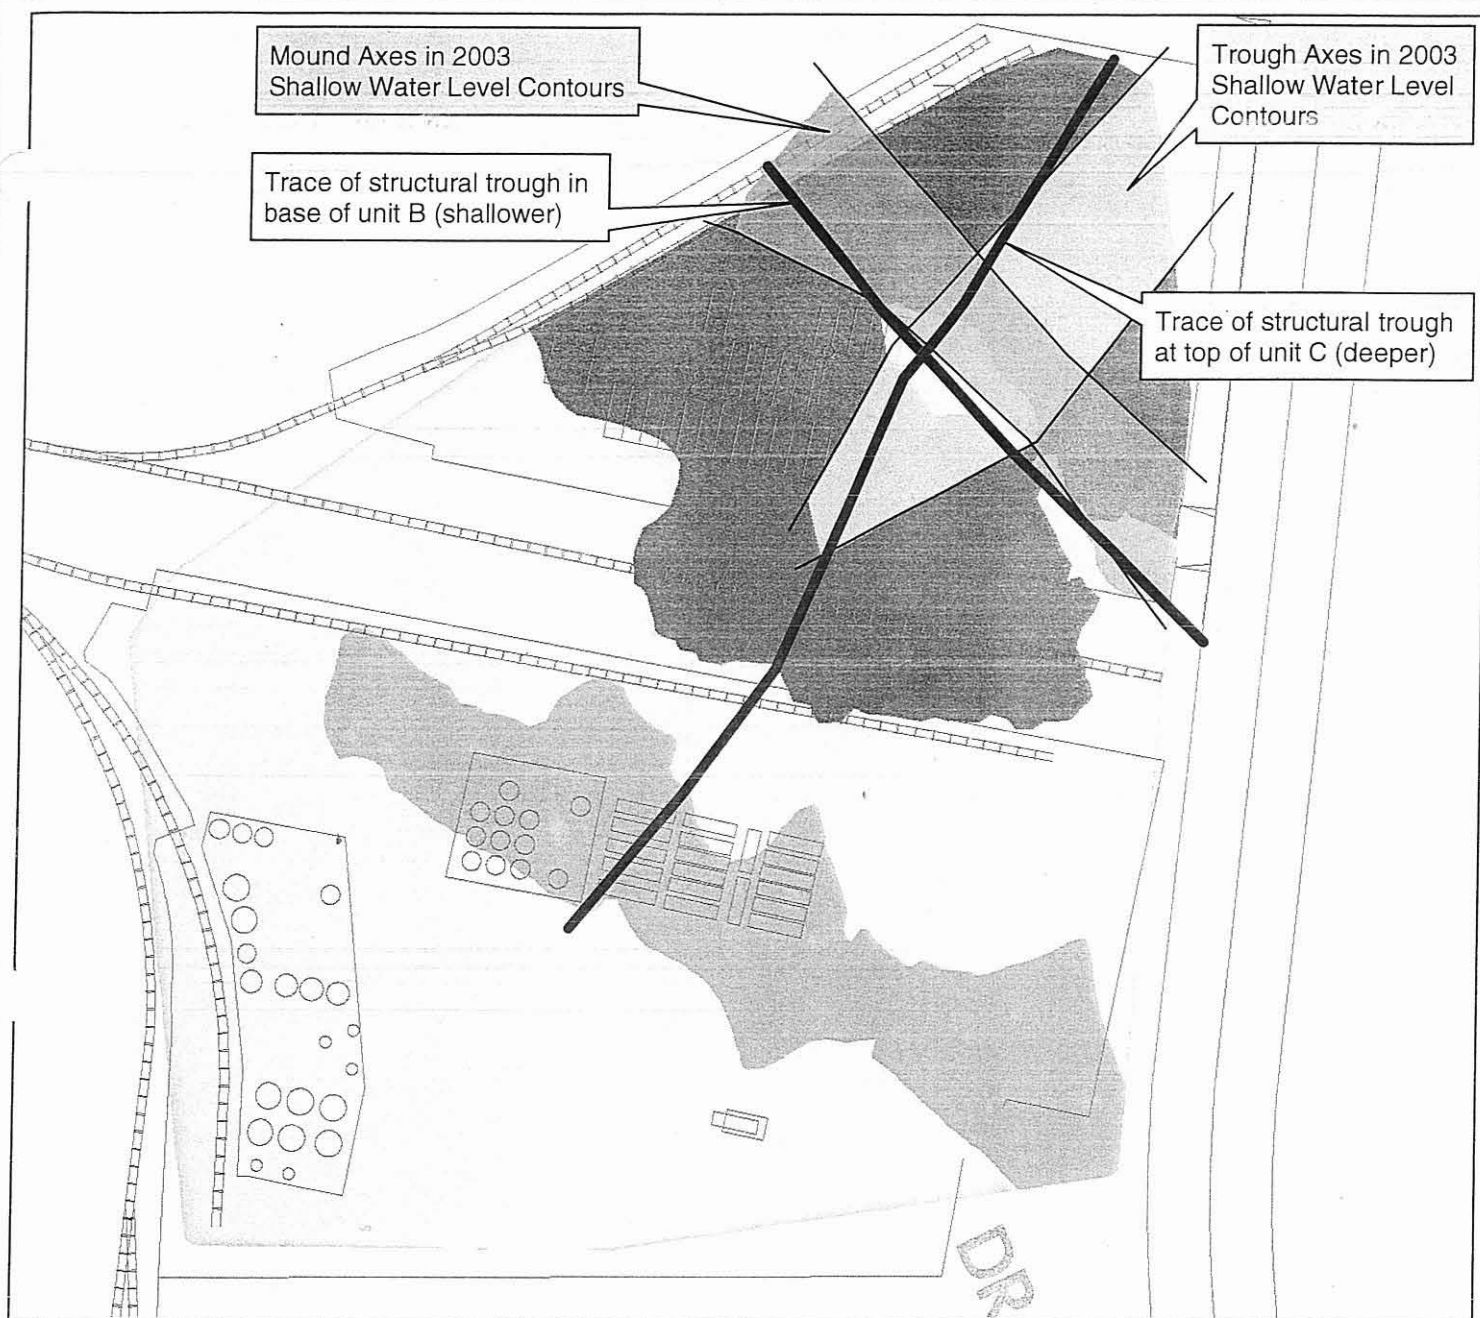 Mound Axes in 2003
Shallow Water Level Contours
Trough Axes in 2003
Shallow Water Level
Contours
Trace of structural trough in
base of unit B (shallower)
Trace of structural trough
at top of unit C (deeper)
DR